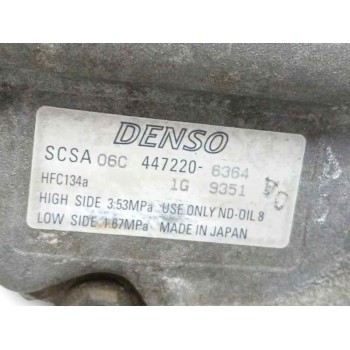 DENSO
SCSA 06C 447220-6364
HFC134a 1G 9351
HIGH SIDE 3.53MPa USE ONLY ND-OIL 8
LOW SIDE 1.67MPa MADE IN JAPAN